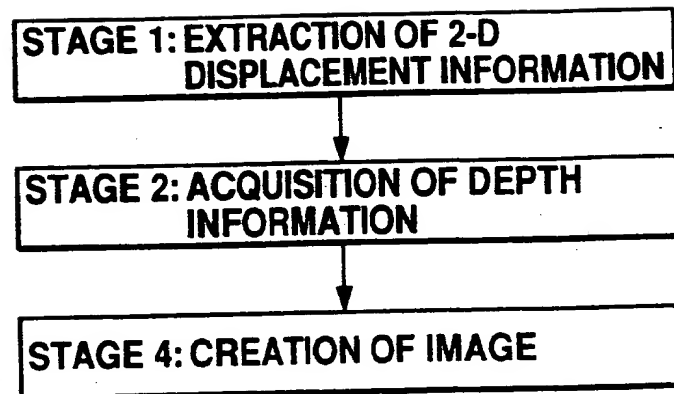 STAGE 1: EXTRACTION OF 2-D
DISPLACEMENT INFORMATION
STAGE 2: ACQUISITION OF DEPTH
INFORMATION
STAGE 4: CREATION OF IMAGE